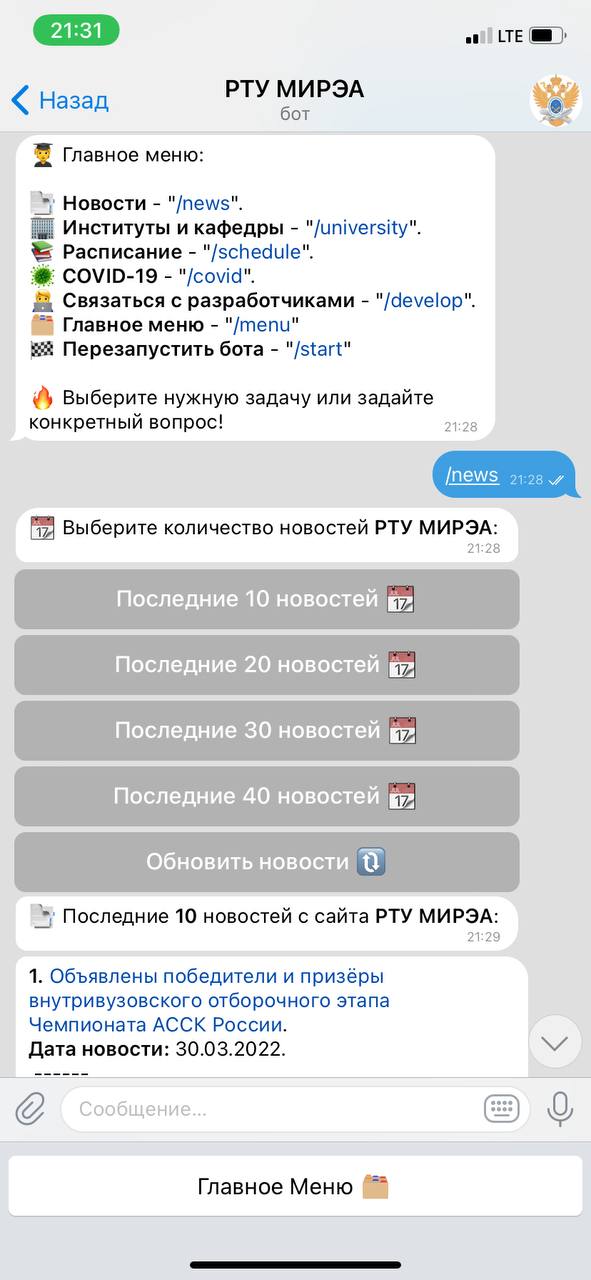 21:31
LTE
Назад
РТУ МИРЭА
бот
Главное меню:
Новости - "/news".
Институты и кафедры - "/university".
Расписание - "/schedule".
COVID-19 - "/covid".
Связаться с разработчиками - "/develop".
Главное меню - "/menu"
Перезапустить бота - "/start"
Выберите нужную задачу или задайте
конкретный вопрос!
21:28
/news 21:28
Выберите количество новостей РТУ МИРЭА:
21:28
Последние 10 новостей
Последние 20 новостей
Последние 30 новостей
Последние 40 новостей
Обновить новости
Последние 10 новостей с сайта РТУ МИРЭА:
21:29
1. Объявлены победители и призёры
внутривузовского отборочного этапа
Чемпионата АССК России.
Дата новости: 30.03.2022.
------
Сообщение...
Главное Меню